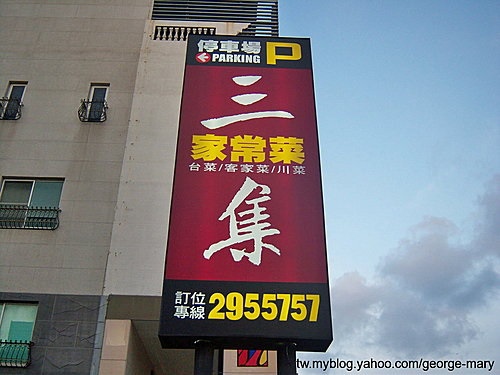 停車場 P
PARKING
三
家常菜
台菜/客家菜/川菜
集
訂位
專線 2955757
tw.myblog.yahoo.com/george-mary